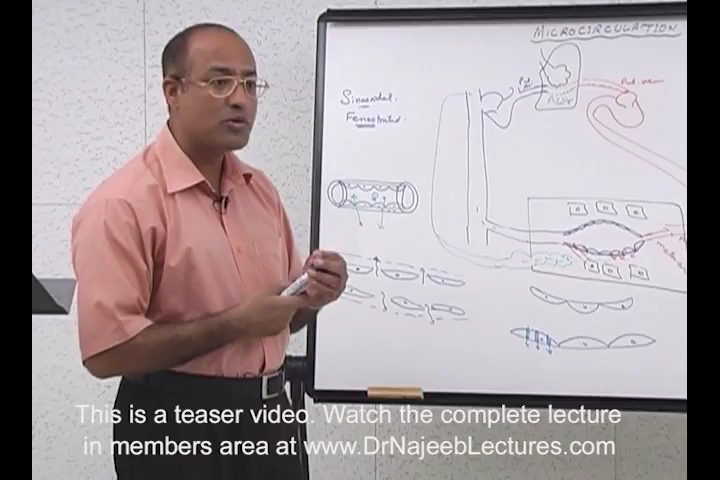 MICROCIRCULATION
Sinusoidal.
Fenestrated.
This is a teaser video. Watch the complete lecture
in members area at www.DrNajeebLectures.com